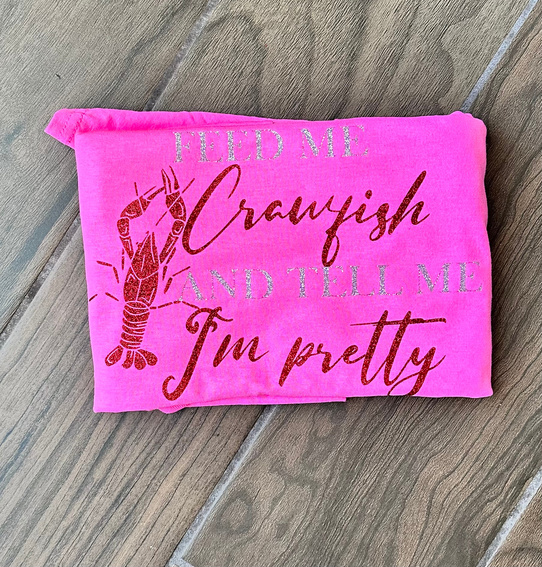 FEED ME
Crawfish
AND TELL ME
I'm pretty